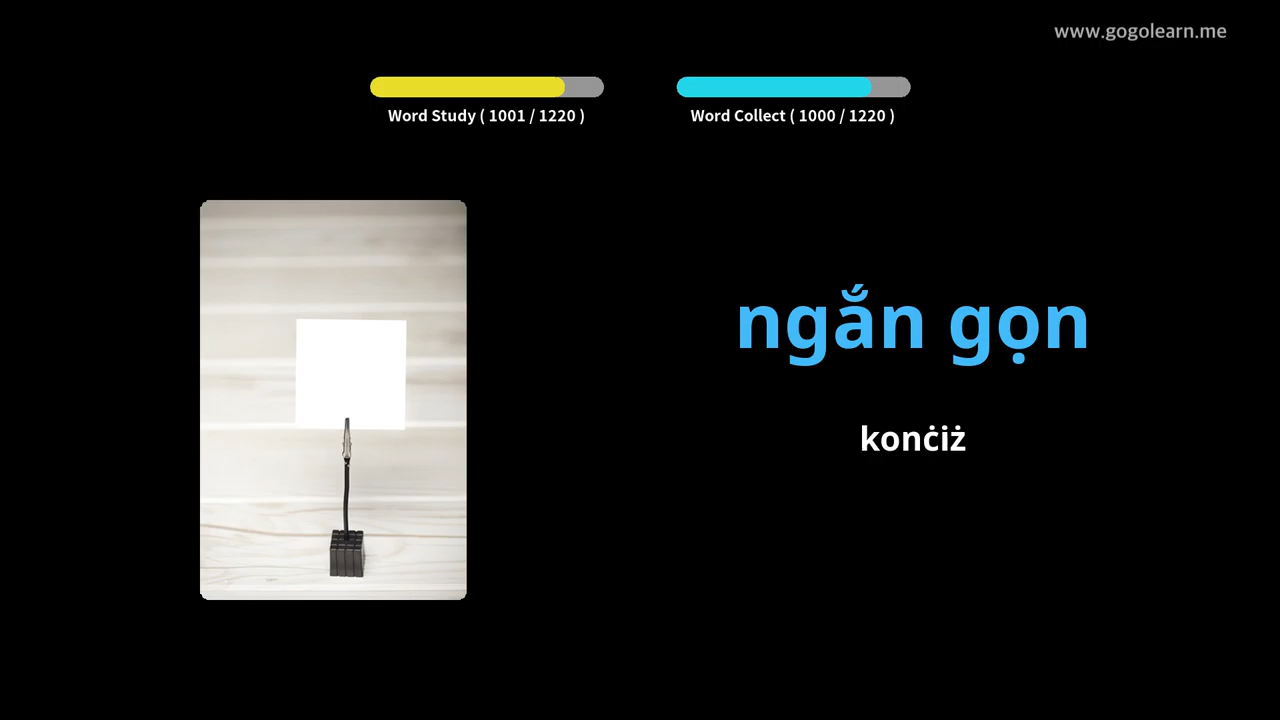 www.gogolearn.me
Word Study ( 1001 / 1220 )
Word Collect ( 1000 / 1220 )
ngắn gọn
konċiż